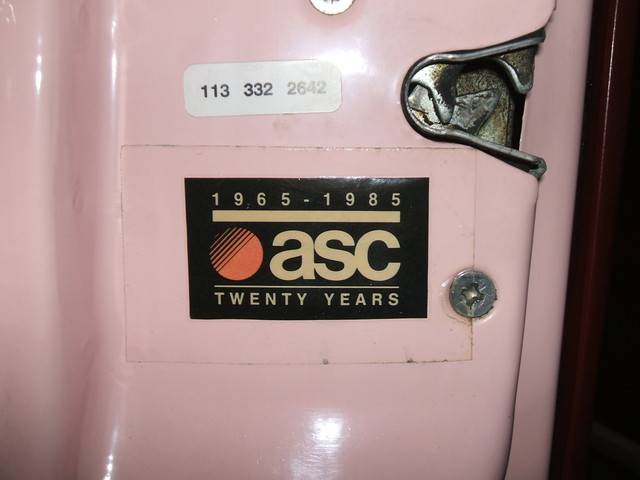 113 332 2642
1965-1985
asc
TWENTY YEARS